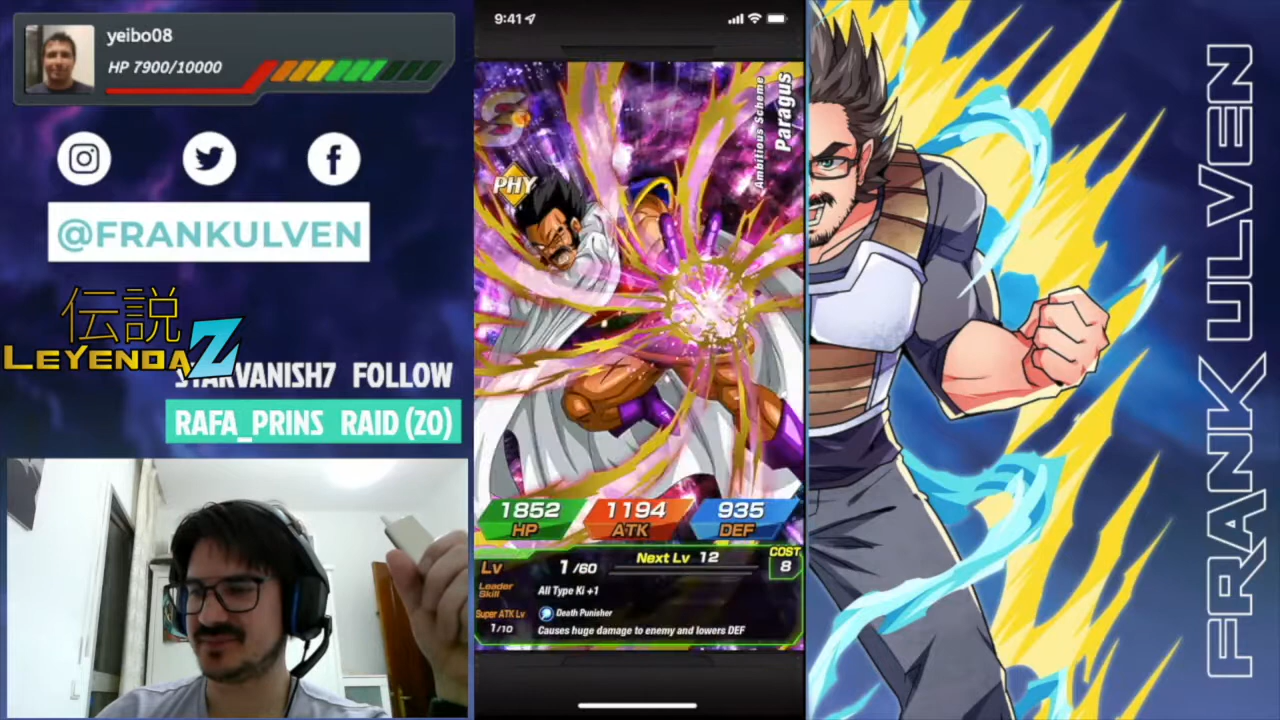 yeibo08
HP 7900/10000
@FRANKULVEN
伝説
LEYENDAZ
STARVANISH7 FOLLOW
RAFA_PRINS RAID (20)
9:41
PHY
Ambitious Scheme
Paragus
1852
HP
1194
ATK
935
DEF
Lv 1/60
Next Lv 12
COST
8
Leader Skill
All Type Ki +1
Super ATK Lv
1/10
Death Punisher
Causes huge damage to enemy and lowers DEF
FRANK ULVEN